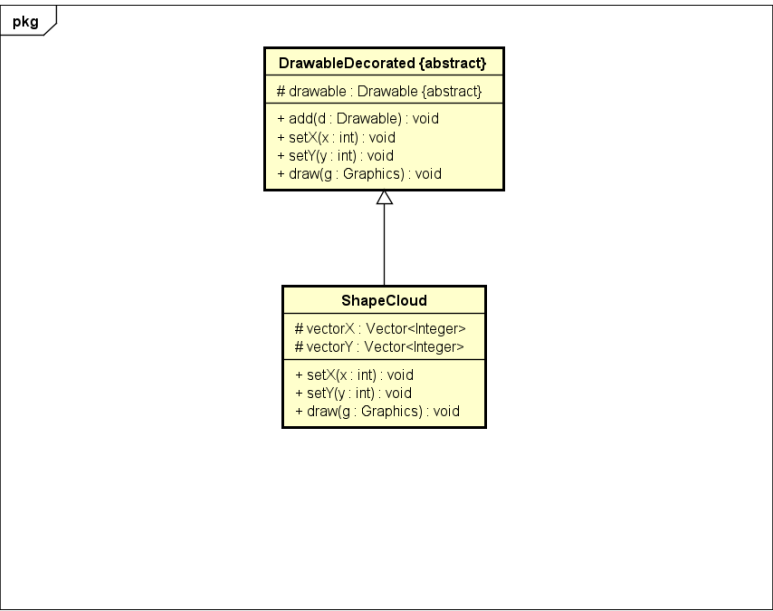 pkg
DrawableDecorated {abstract}
# drawable : Drawable {abstract}
+ add(d : Drawable) : void
+ setX(x : int) : void
+ setY(y : int) : void
+ draw(g : Graphics) : void
ShapeCloud
# vectorX : Vector<Integer>
# vectorY : Vector<Integer>
+ setX(x : int) : void
+ setY(y : int) : void
+ draw(g : Graphics) : void